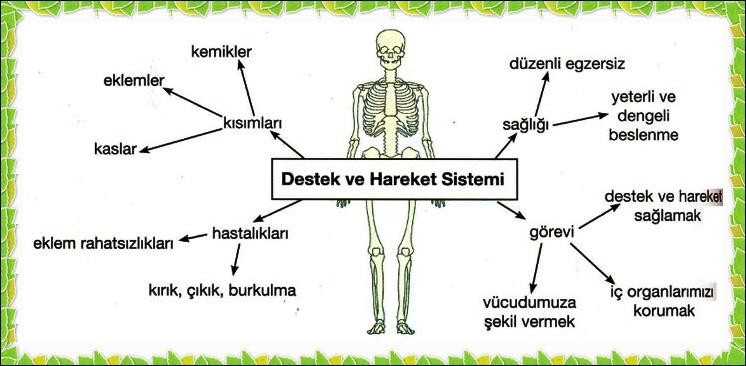 kemikler
eklemler
kısımları
kaslar
düzenli egzersiz
sağlığı
yeterli ve
dengeli
beslenme
Destek ve Hareket Sistemi
hastalıkları
eklem rahatsızlıkları
kırık, çıkık, burkulma
görevi
destek ve hareket
sağlamak
vücudumuza
şekil vermek
iç organlarımızı
korumak